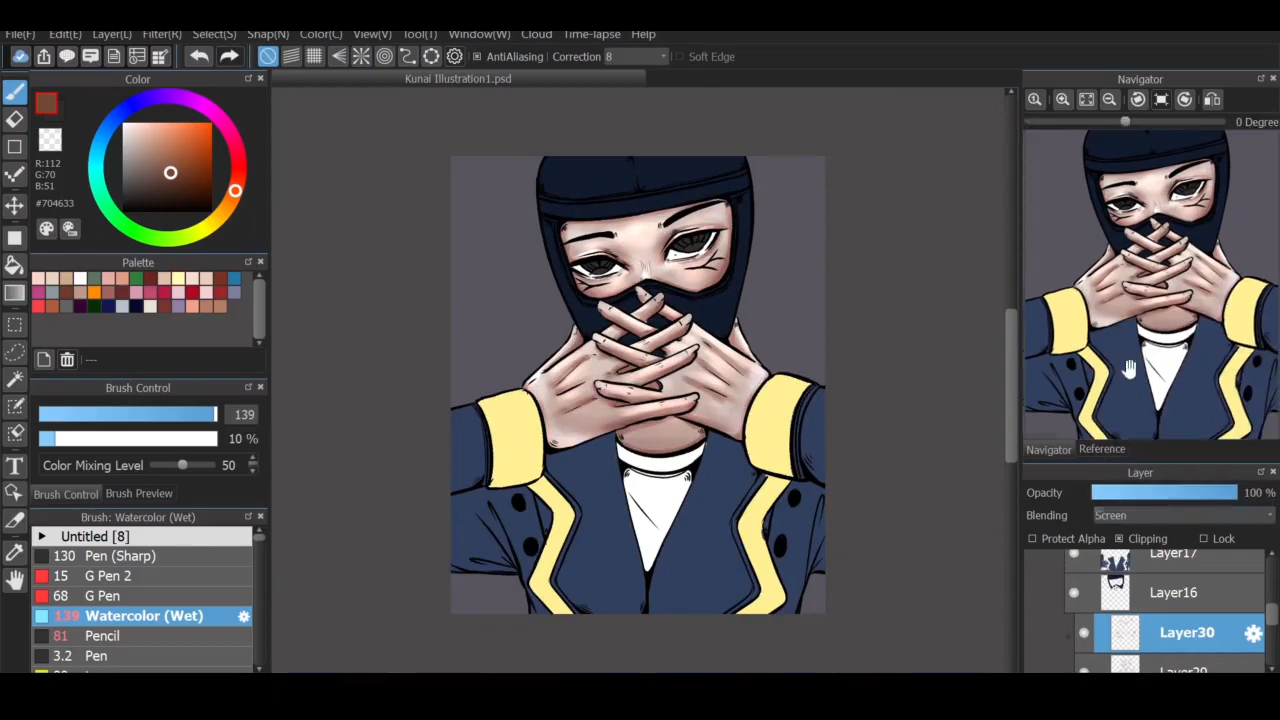 File(F) Edit(E) Layer(L) Filter(R) Select(S) Snap(N) Color(C) View(V) Tool(T) Window(W) Cloud Time-lapse Help
AntiAliasing Correction 8 Soft Edge
Color
Kunai Illustration1.psd
Navigator
0 Degree
R:112
G:70
B:51
#704633
Palette
---
Brush Control
139
10 %
Color Mixing Level 50
Brush Control Brush Preview
Brush: Watercolor (Wet)
Untitled [8]
130 Pen (Sharp)
15 G Pen 2
68 G Pen
139 Watercolor (Wet)
81 Pencil
3.2 Pen
Navigator Reference
Layer
Opacity 100 %
Blending Screen
Protect Alpha Clipping Lock
Layer17
Layer16
Layer30
Layer29